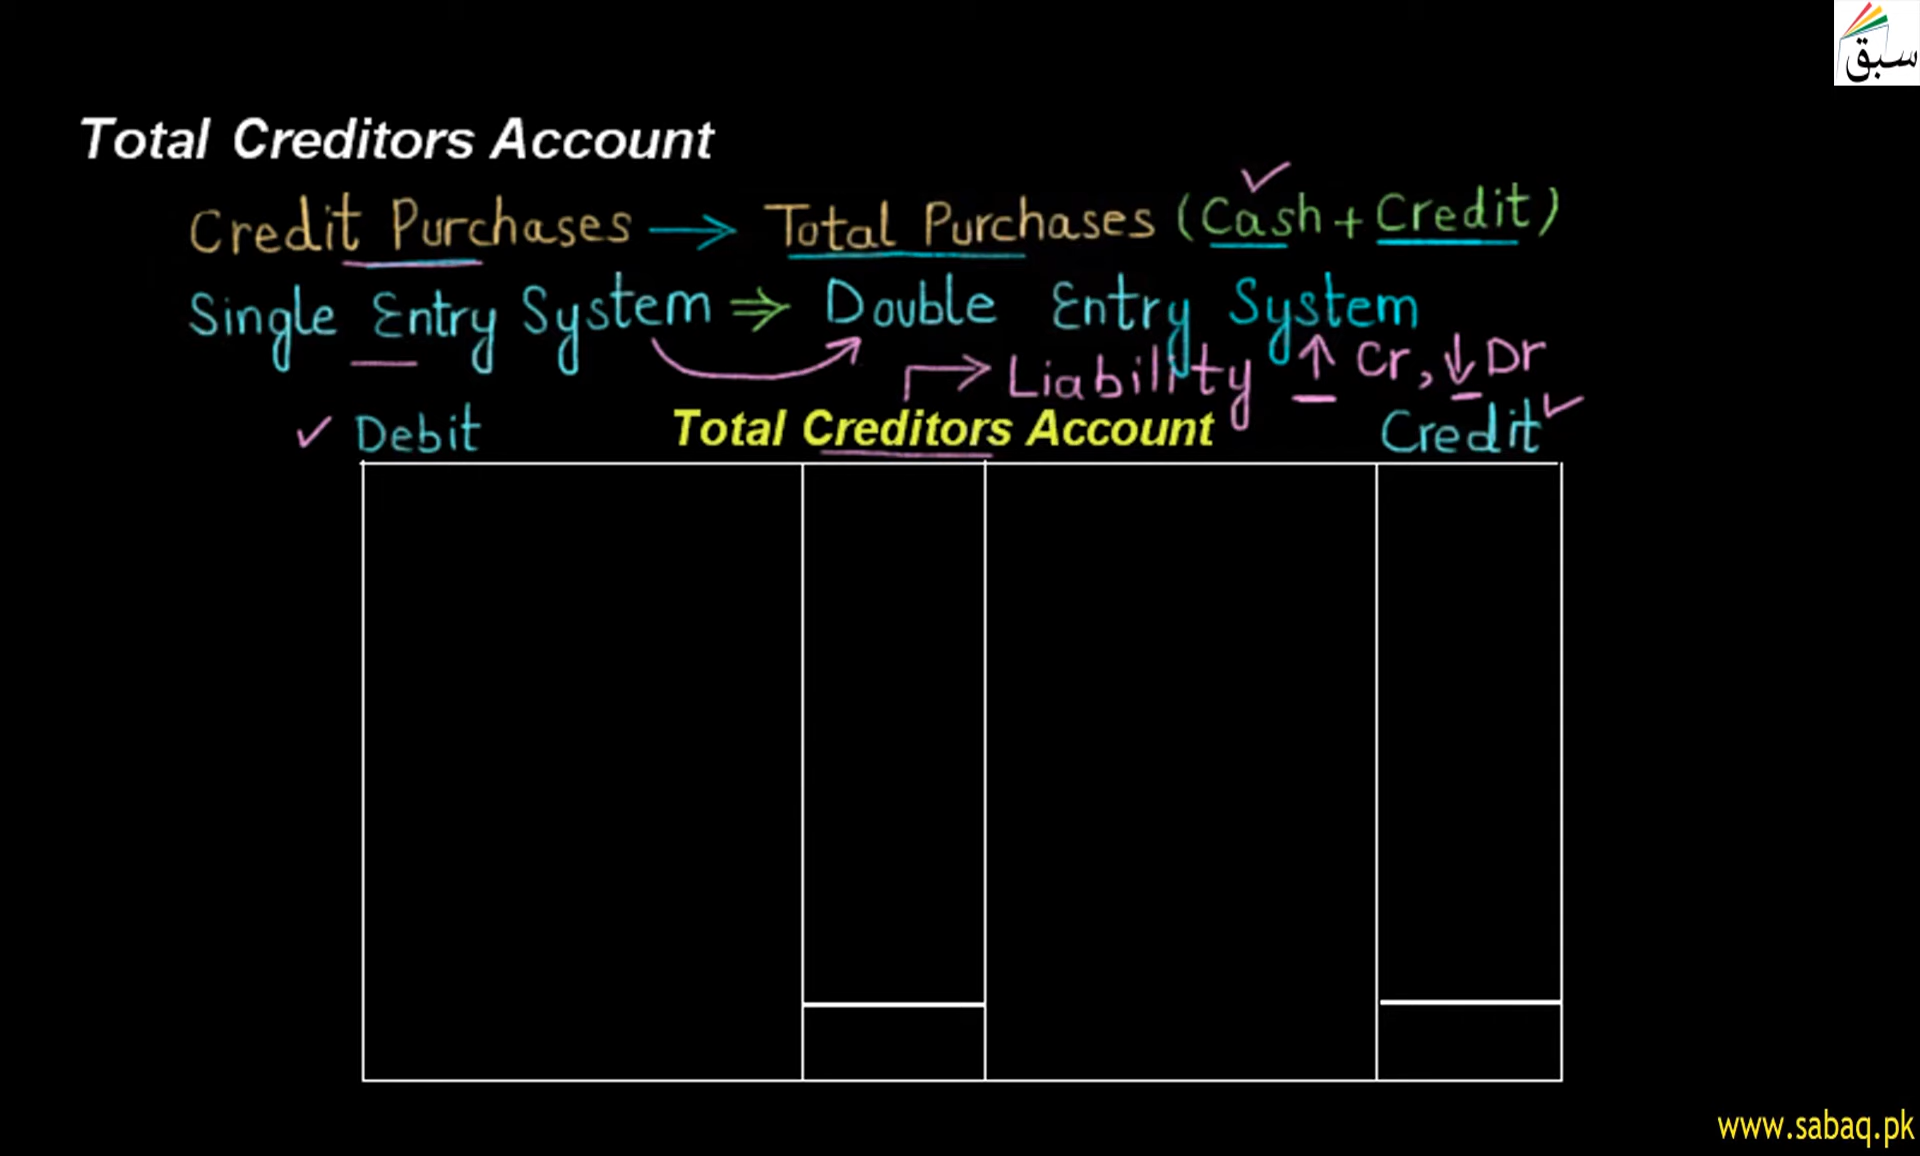 سبق
Total Creditors Account
Credit Purchases → Total Purchases (Cash + Credit)
Single Entry System ⇒ Double Entry System
Liability ↑ Cr, ↓ Dr
✓ Debit Total Creditors Account Credit ✓
www.sabaq.pk